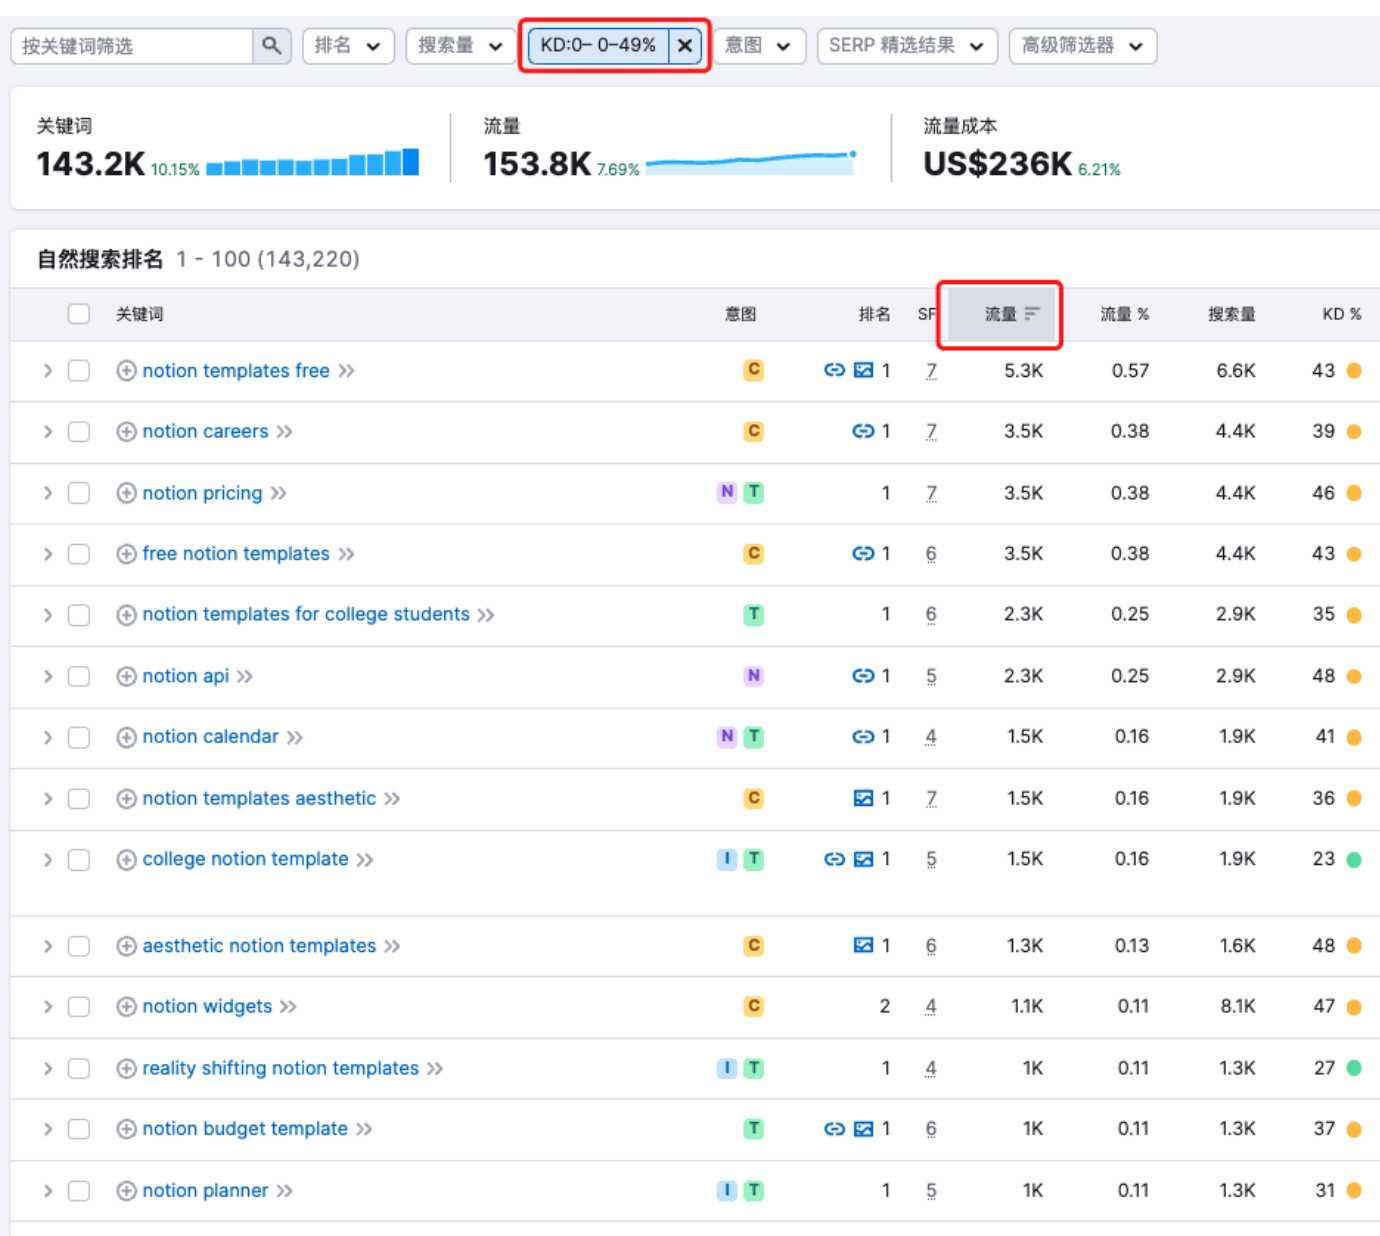 按关键词筛选 排名 搜索量 KD:0– 0–49% 意图 SERP 精选结果 高级筛选器
关键词 流量 流量成本
143.2K 10.15% 153.8K 7.69% US$236K 6.21%
自然搜索排名 1 - 100 (143,220)
关键词 意图 排名 SF 流量 流量 % 搜索量 KD %
notion templates free C 1 7 5.3K 0.57 6.6K 43
notion careers C 1 7 3.5K 0.38 4.4K 39
notion pricing N T 1 7 3.5K 0.38 4.4K 46
free notion templates C 1 6 3.5K 0.38 4.4K 43
notion templates for college students T 1 6 2.3K 0.25 2.9K 35
notion api N 1 5 2.3K 0.25 2.9K 48
notion calendar N T 1 4 1.5K 0.16 1.9K 41
notion templates aesthetic C 1 7 1.5K 0.16 1.9K 36
college notion template I T 1 5 1.5K 0.16 1.9K 23
aesthetic notion templates C 1 6 1.3K 0.13 1.6K 48
notion widgets C 2 4 1.1K 0.11 8.1K 47
reality shifting notion templates I T 1 4 1K 0.11 1.3K 27
notion budget template T 1 6 1K 0.11 1.3K 37
notion planner I T 1 5 1K 0.11 1.3K 31